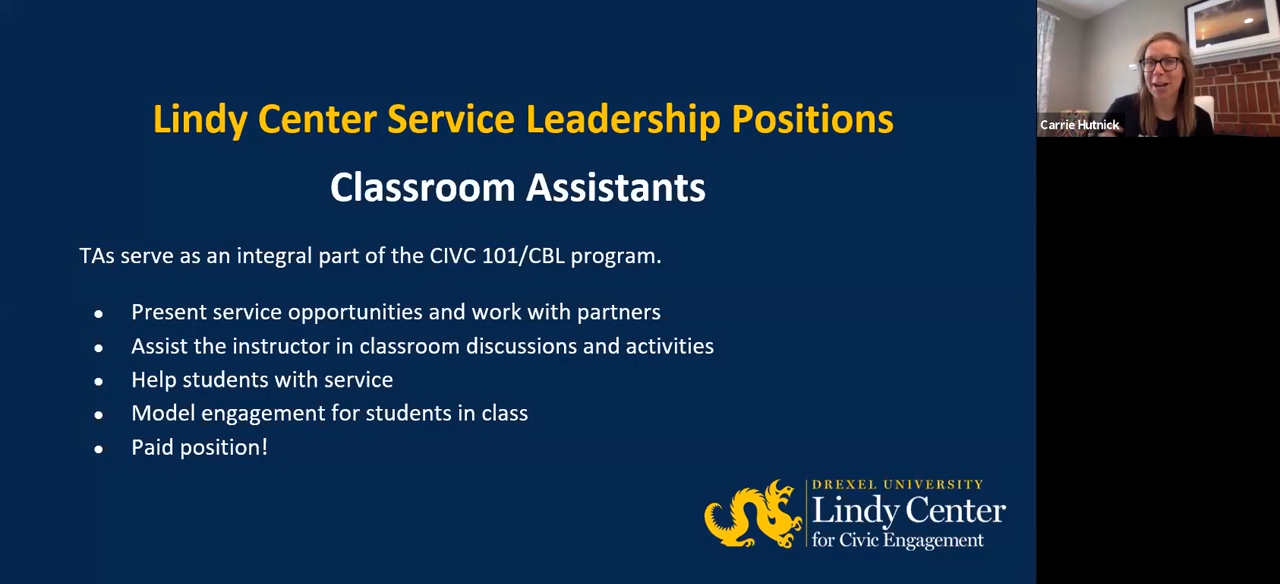 Lindy Center Service Leadership Positions
Classroom Assistants
TAs serve as an integral part of the CIVC 101/CBL program.
• Present service opportunities and work with partners
• Assist the instructor in classroom discussions and activities
• Help students with service
• Model engagement for students in class
• Paid position!
DREXEL UNIVERSITY
Lindy Center
for Civic Engagement
Carrie Hutnick